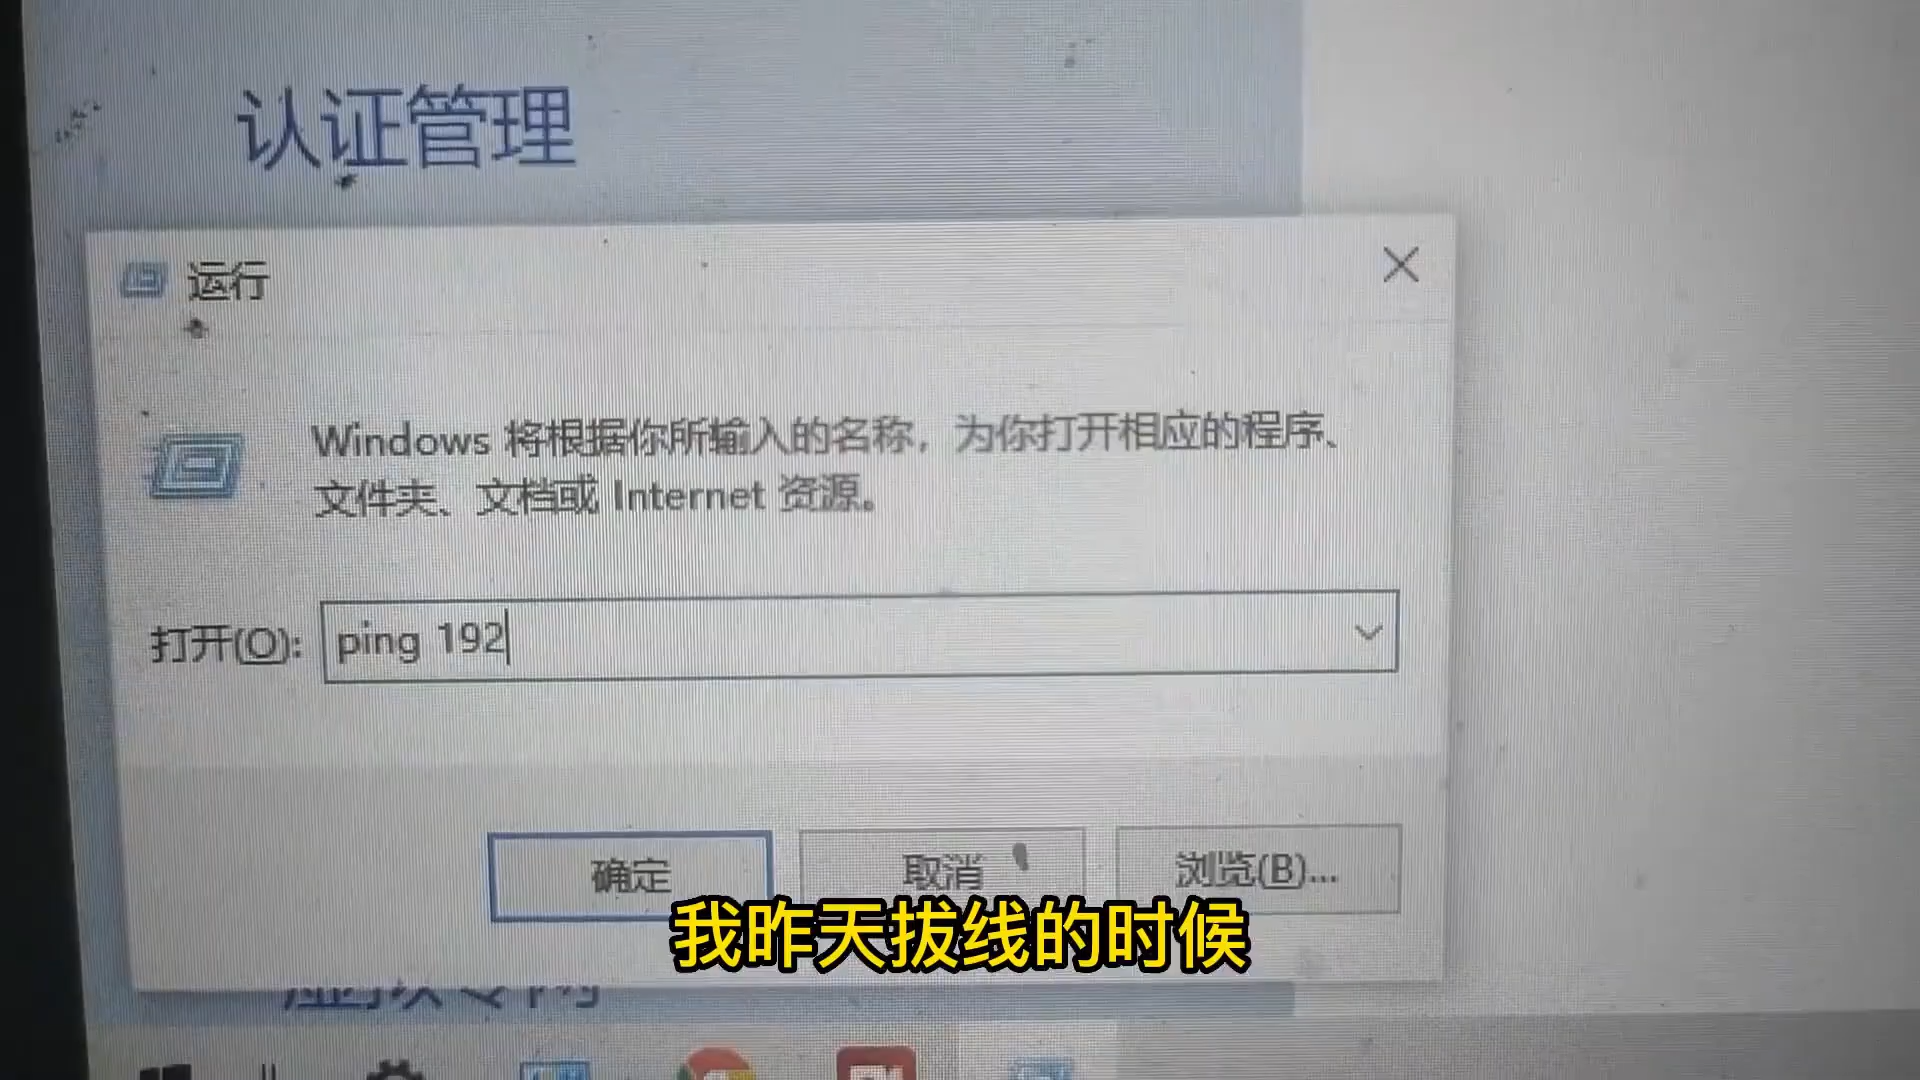 认证管理
运行
Windows 将根据你所输入的名称，为你打开相应的程序、
文件夹、文档或 Internet 资源。
打开(O): ping 192
确定 取消 浏览(B)...
我昨天拔线的时候